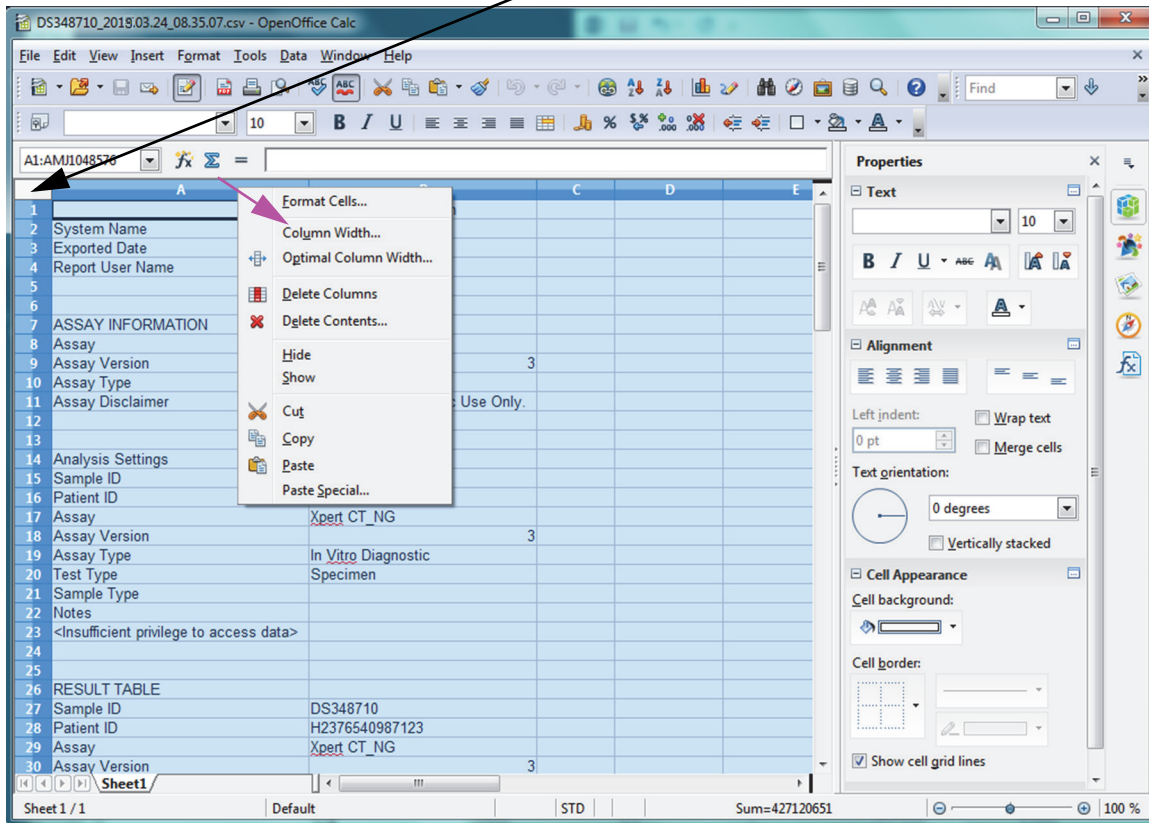 DS348710_2018.03.24_08.35.07.csv - OpenOffice Calc
File Edit View Insert Format Tools Data Window Help
ABC ABC Find
10 B I U
A1:AMJ1048576
A C D E
1
2 System Name
3 Exported Date
4 Report User Name
5
6
7 ASSAY INFORMATION
8 Assay
9 Assay Version 3
10 Assay Type
11 Assay Disclaimer Use Only.
12
13
14 Analysis Settings
15 Sample ID
16 Patient ID
17 Assay Xpert CT_NG
18 Assay Version 3
19 Assay Type In Vitro Diagnostic
20 Test Type Specimen
21 Sample Type
22 Notes
23 <Insufficient privilege to access data>
24
25
26 RESULT TABLE
27 Sample ID DS348710
28 Patient ID H2376540987123
29 Assay Xpert CT_NG
30 Assay Version 3
Format Cells...
Column Width...
Optimal Column Width...
Delete Columns
Delete Contents...
Hide
Show
Cut
Copy
Paste
Paste Special...
Properties
Text
10
B I U ABC
Alignment
Left indent: Wrap text
0 pt Merge cells
Text orientation:
0 degrees
Vertically stacked
Cell Appearance
Cell background:
Cell border:
Show cell grid lines
Sheet1
Sheet 1 / 1 Default STD Sum=427120651 100 %